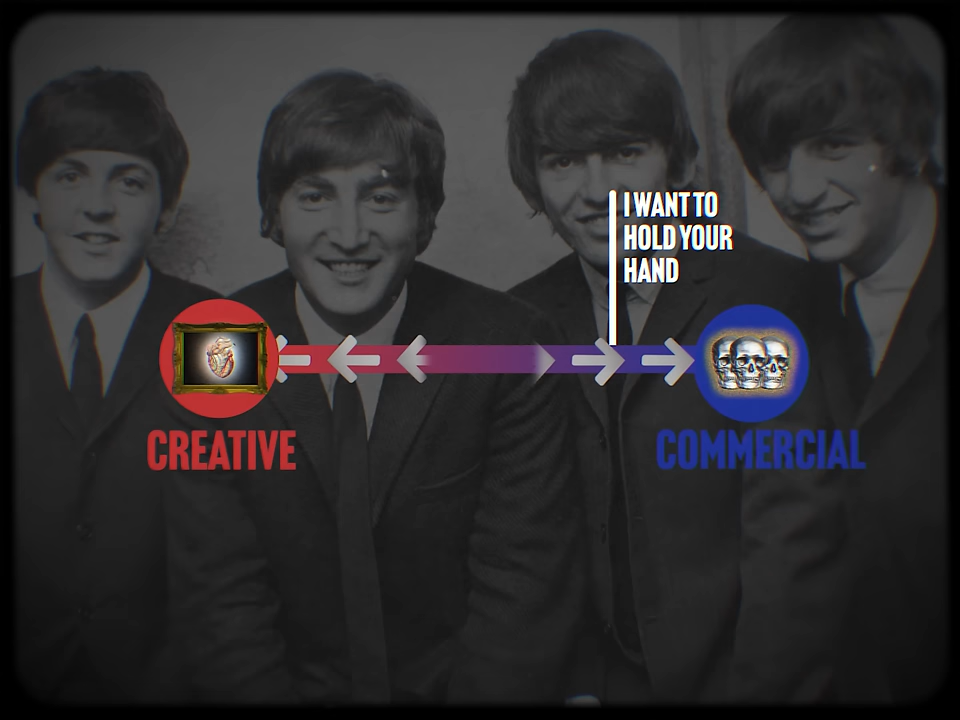 I WANT TO
HOLD YOUR
HAND
CREATIVE
COMMERCIAL